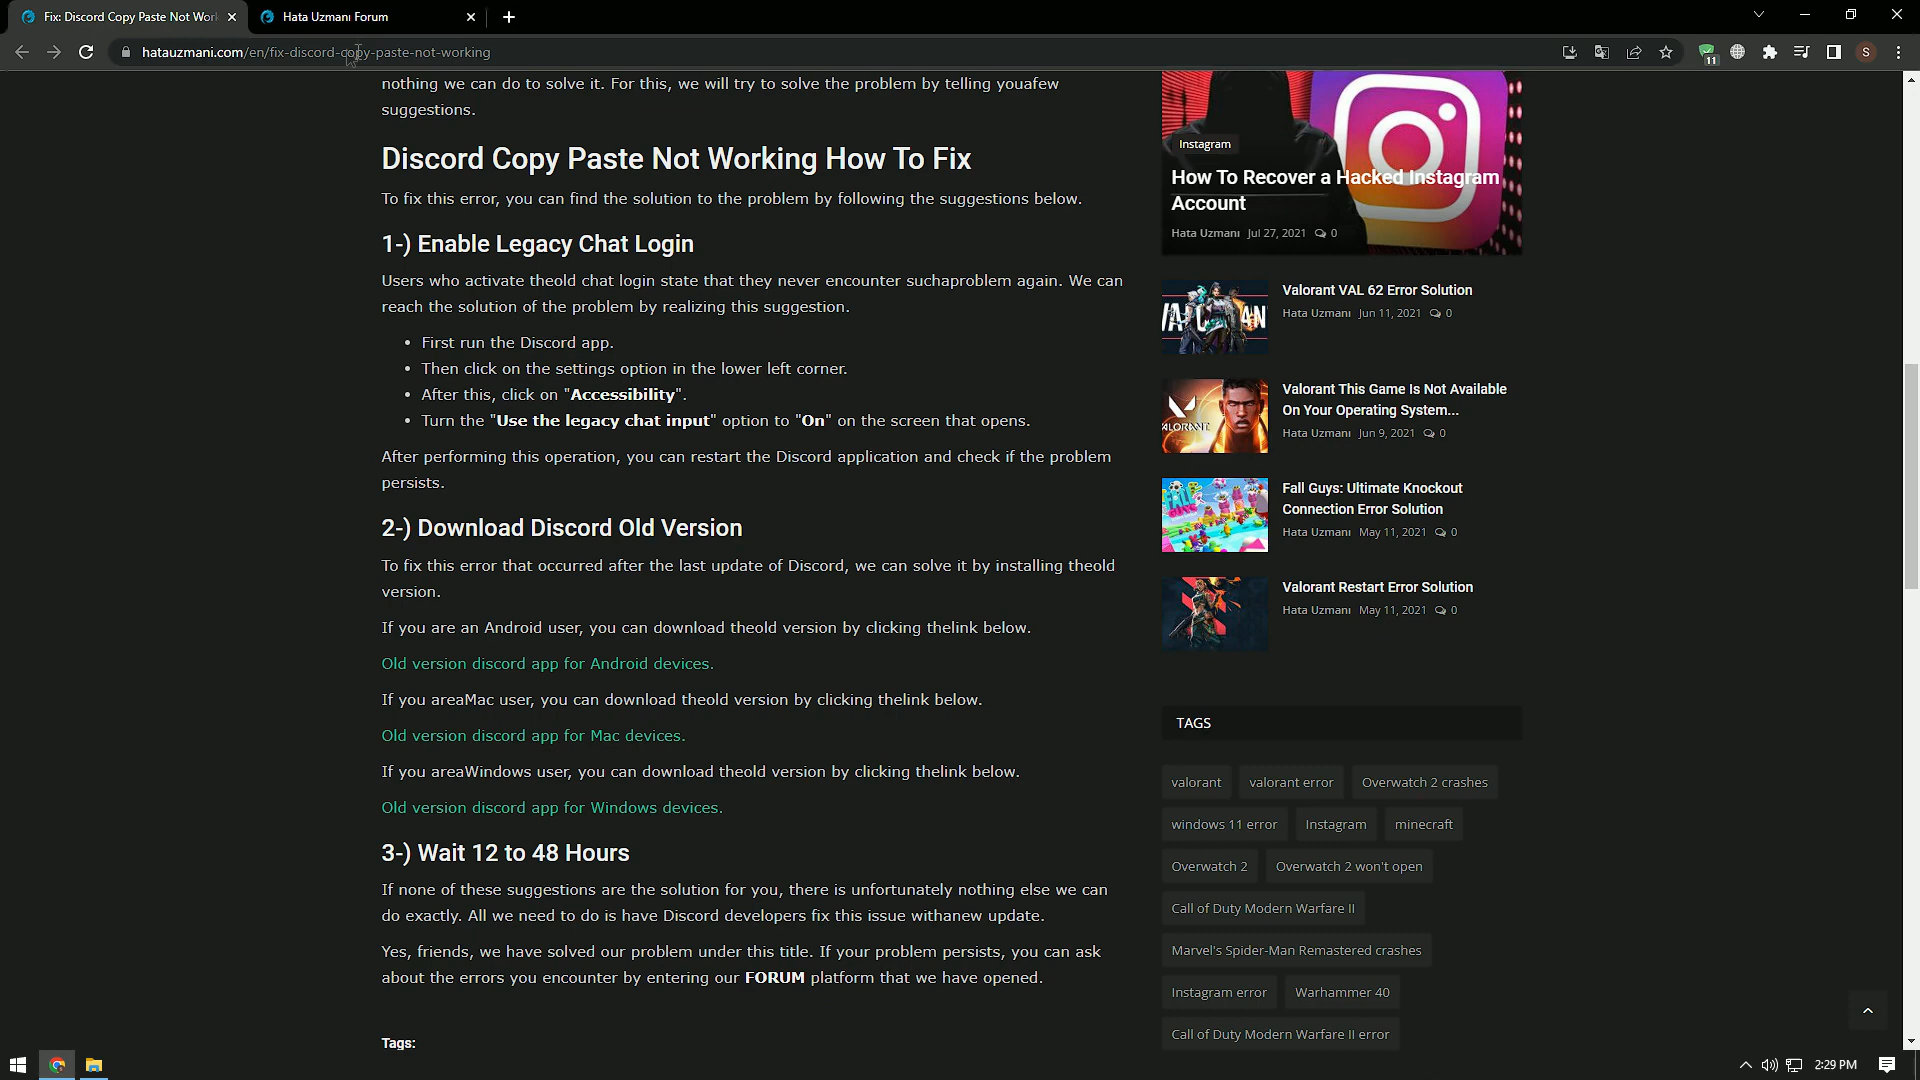 Fix: Discord Copy Paste Not Wor
Hata Uzmanı Forum
hatauzmani.com/en/fix-discord-copy-paste-not-working
11
S
nothing we can do to solve it. For this, we will try to solve the problem by telling youafew
suggestions.
Discord Copy Paste Not Working How To Fix
To fix this error, you can find the solution to the problem by following the suggestions below.
1-) Enable Legacy Chat Login
Users who activate theold chat login state that they never encounter suchaproblem again. We can
reach the solution of the problem by realizing this suggestion.
• First run the Discord app.
• Then click on the settings option in the lower left corner.
• After this, click on "Accessibility".
• Turn the "Use the legacy chat input" option to "On" on the screen that opens.
After performing this operation, you can restart the Discord application and check if the problem
persists.
2-) Download Discord Old Version
To fix this error that occurred after the last update of Discord, we can solve it by installing theold
version.
If you are an Android user, you can download theold version by clicking thelink below.
Old version discord app for Android devices.
If you areaMac user, you can download theold version by clicking thelink below.
Old version discord app for Mac devices.
If you areaWindows user, you can download theold version by clicking thelink below.
Old version discord app for Windows devices.
3-) Wait 12 to 48 Hours
If none of these suggestions are the solution for you, there is unfortunately nothing else we can
do exactly. All we need to do is have Discord developers fix this issue withanew update.
Yes, friends, we have solved our problem under this title. If your problem persists, you can ask
about the errors you encounter by entering our FORUM platform that we have opened.
Tags:
Instagram
How To Recover a Hacked Instagram
Account
Hata Uzmanı Jul 27, 2021 0
Valorant VAL 62 Error Solution
Hata Uzmanı Jun 11, 2021 0
VALORANT
Valorant This Game Is Not Available
On Your Operating System...
Hata Uzmanı Jun 9, 2021 0
Fall Guys: Ultimate Knockout
Connection Error Solution
Hata Uzmanı May 11, 2021 0
Valorant Restart Error Solution
Hata Uzmanı May 11, 2021 0
TAGS
valorant
valorant error
Overwatch 2 crashes
windows 11 error
Instagram
minecraft
Overwatch 2
Overwatch 2 won't open
Call of Duty Modern Warfare II
Marvel's Spider-Man Remastered crashes
Instagram error
Warhammer 40
Call of Duty Modern Warfare II error
2:29 PM